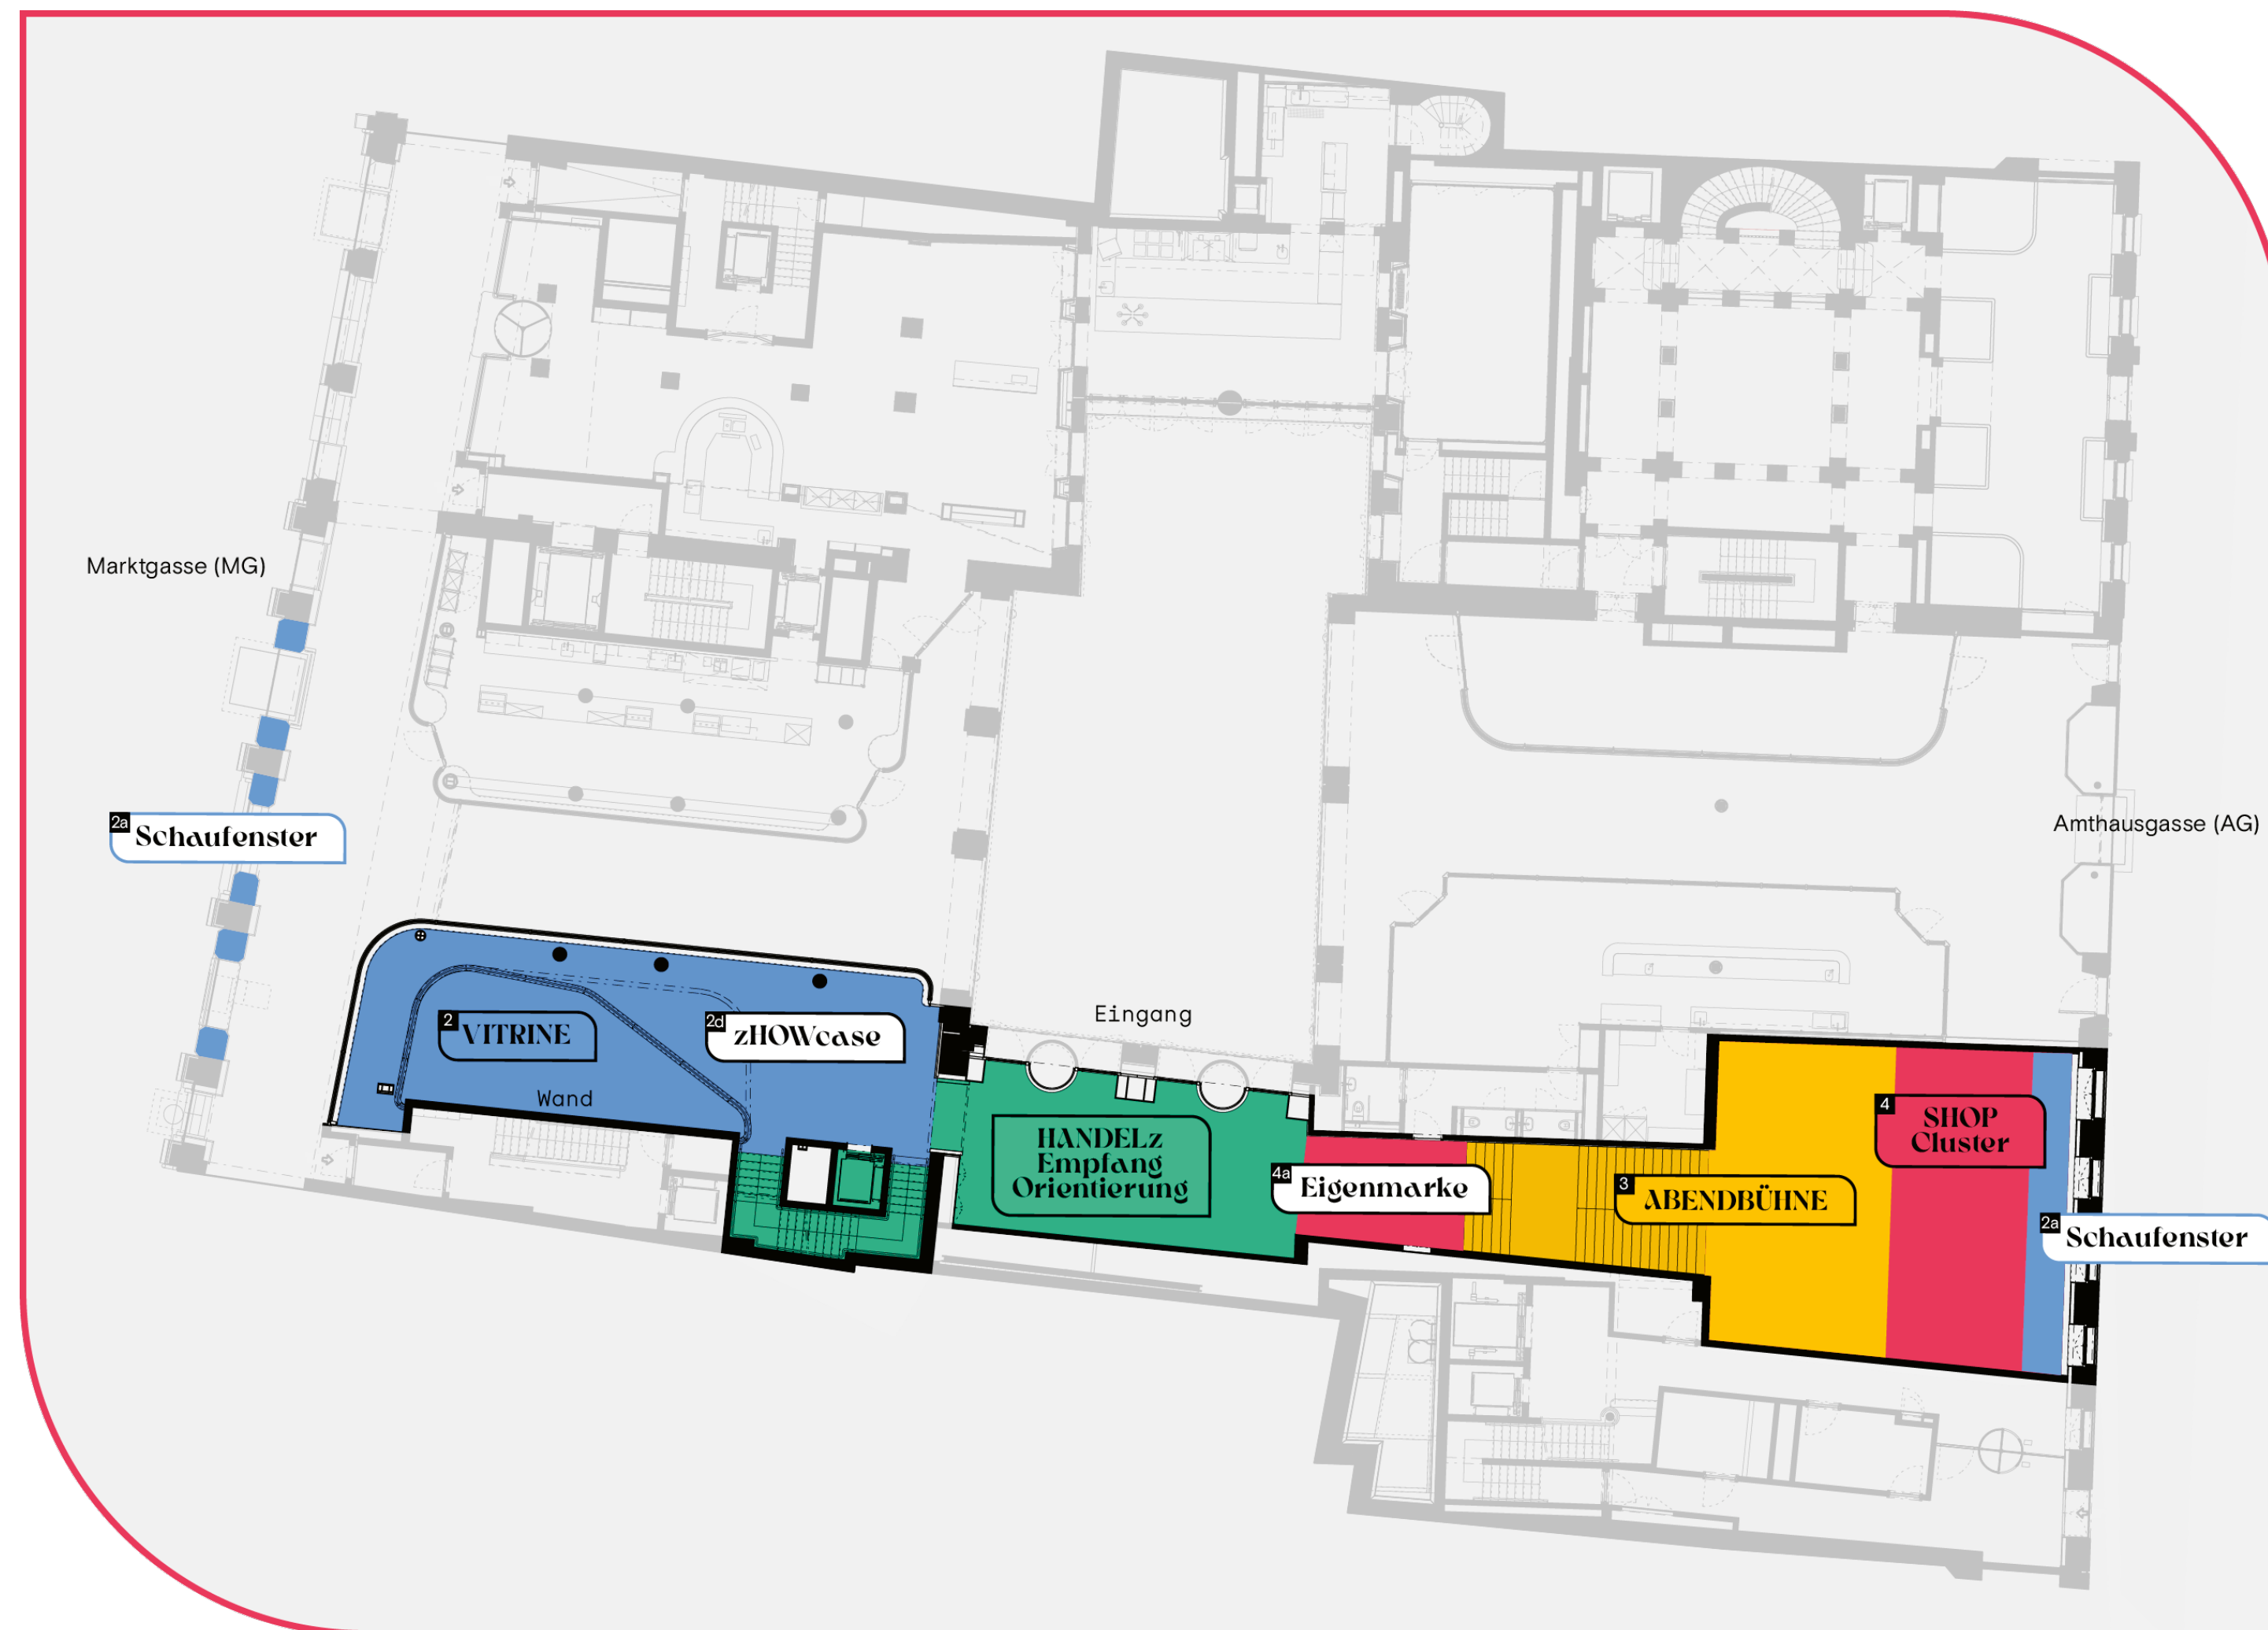 Marktgasse (MG)
Amthausgasse (AG)
2a
Schaufenster
Eingang
2
VITRINE
2d
zHOWcase
Wand
HANDELz
Empfang
Orientierung
4a
Eigenmarke
3
ABENDBÜHNE
4
SHOP
Cluster
2a
Schaufenster